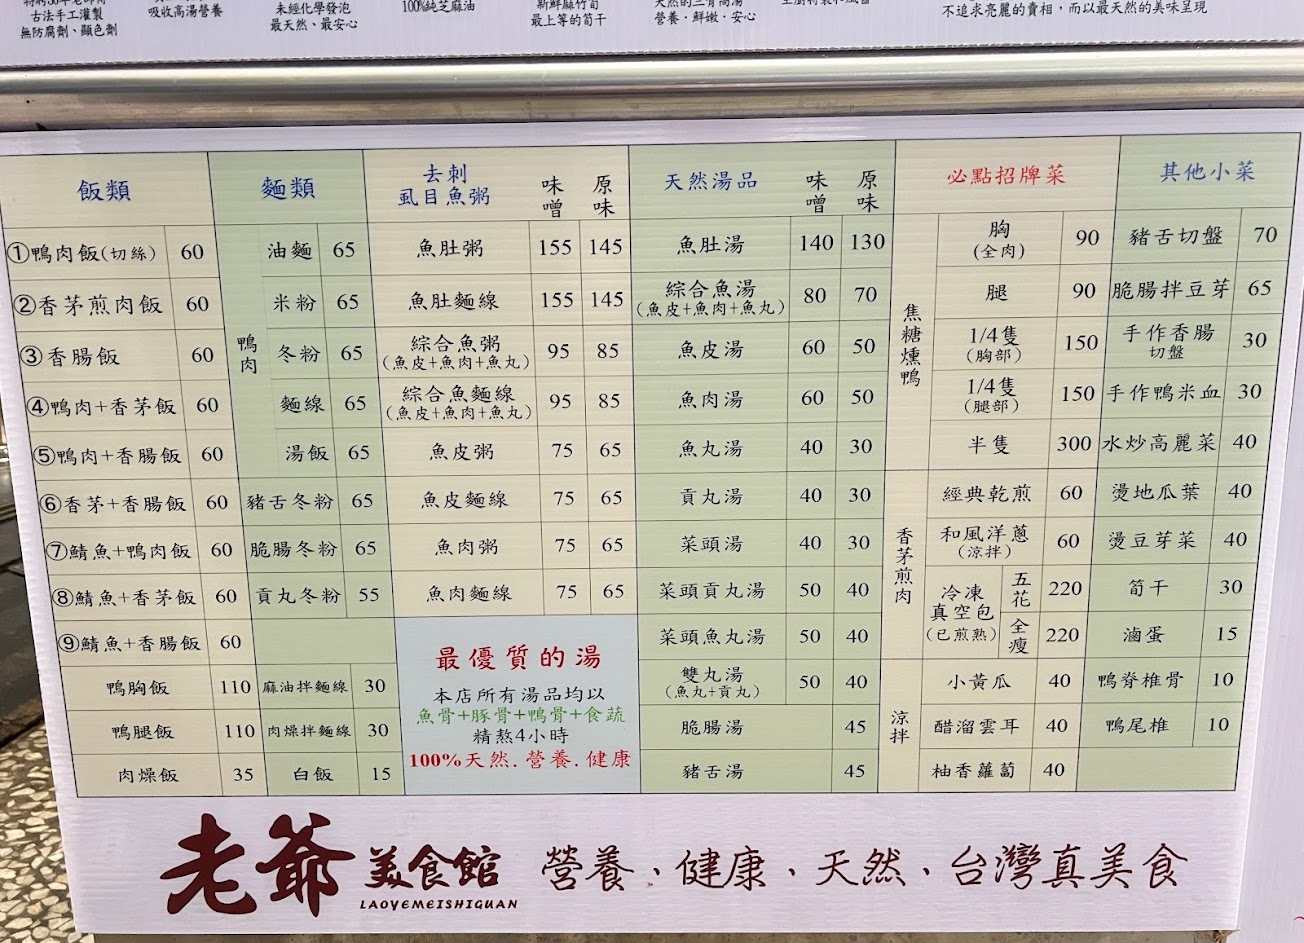 古法手工灌製
無防腐劑、顯色劑
吸收高湯營養
未經化學發泡
最天然、最安心
100%純芝麻油
新鮮麻竹筍
最上等的筍干
天然的三骨高湯
營養・鮮嫩・安心
不追求亮麗的賣相，而以最天然的美味呈現
飯類
①鴨肉飯(切絲) 60
②香茅煎肉飯 60
③香腸飯 60
④鴨肉+香茅飯 60
⑤鴨肉+香腸飯 60
⑥香茅+香腸飯 60
⑦鯖魚+鴨肉飯 60
⑧鯖魚+香茅飯 60
⑨鯖魚+香腸飯 60
鴨胸飯 110
鴨腿飯 110
肉燥飯 35
麵類
鴨肉
油麵 65
米粉 65
冬粉 65
麵線 65
湯飯 65
豬舌冬粉 65
脆腸冬粉 65
貢丸冬粉 55
麻油拌麵線 30
肉燥拌麵線 30
白飯 15
去刺
虱目魚粥 味噌 原味
魚肚粥 155 145
魚肚麵線 155 145
綜合魚粥 95 85
(魚皮+魚肉+魚丸)
綜合魚麵線 95 85
(魚皮+魚肉+魚丸)
魚皮粥 75 65
魚皮麵線 75 65
魚肉粥 75 65
魚肉麵線 75 65
最優質的湯
本店所有湯品均以
魚骨+豚骨+鴨骨+食蔬
精熬4小時
100%天然.營養.健康
天然湯品 味噌 原味
魚肚湯 140 130
綜合魚湯 80 70
(魚皮+魚肉+魚丸)
魚皮湯 60 50
魚肉湯 60 50
魚丸湯 40 30
貢丸湯 40 30
菜頭湯 40 30
菜頭貢丸湯 50 40
菜頭魚丸湯 50 40
雙丸湯 50 40
(魚丸+貢丸)
脆腸湯 45
豬舌湯 45
必點招牌菜
焦糖燻鴨
胸 90
(全肉)
腿 90
1/4隻 150
(胸部)
1/4隻 150
(腿部)
半隻 300
香茅煎肉
經典乾煎 60
和風洋蔥 60
(涼拌)
冷凍
真空包
(已煎熟)
五花 220
全瘦 220
涼拌
小黃瓜 40
醋溜雲耳 40
柚香蘿蔔 40
其他小菜
豬舌切盤 70
脆腸拌豆芽 65
手作香腸 30
切盤
手作鴨米血 30
水炒高麗菜 40
燙地瓜葉 40
燙豆芽菜 40
筍干 30
滷蛋 15
鴨脊椎骨 10
鴨尾椎 10
老爺美食館
LAOYEMEISHIGUAN
營養、健康、天然、台灣真美食